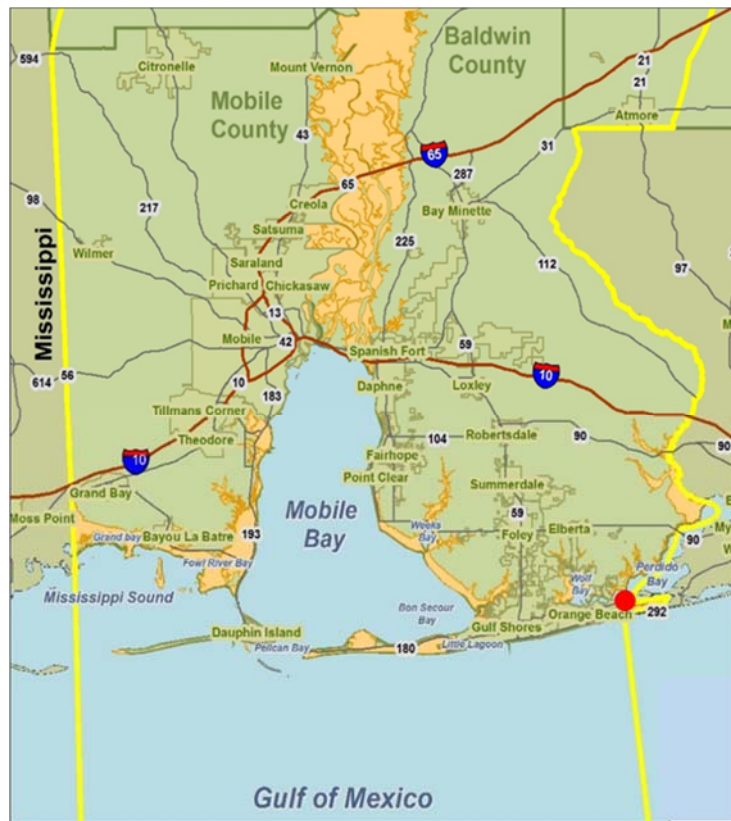 Baldwin
County
594
Citronelle
Mount Vernon
21
21
Atmore
Mobile
County
43
31
65
65
287
98
217
Creola
Bay Minette
Satsuma
Wilmer
225
Saraland
112
97
Prichard
Chickasaw
Mississippi
13
Mobile
42
Spanish Fort
59
614
56
10
183
Daphne
Loxley
10
Tillmans Corner
Theodore
104
Robertsdale
90
90
Fairhope
10
Point Clear
Grand Bay
Summerdale
Moss Point
Mobile
Bay
59
Bayou La Batre
193
Weeks
Bay
Elberta
Grand bay
Foley
90
My
Fowl River Bay
Wolf
Bay
Perdido
Bay
Mississippi Sound
Bon Secour
Bay
Orange Beach
292
Dauphin Island
Gulf Shores
Pelican Bay
180
Little Lagoon
Gulf of Mexico